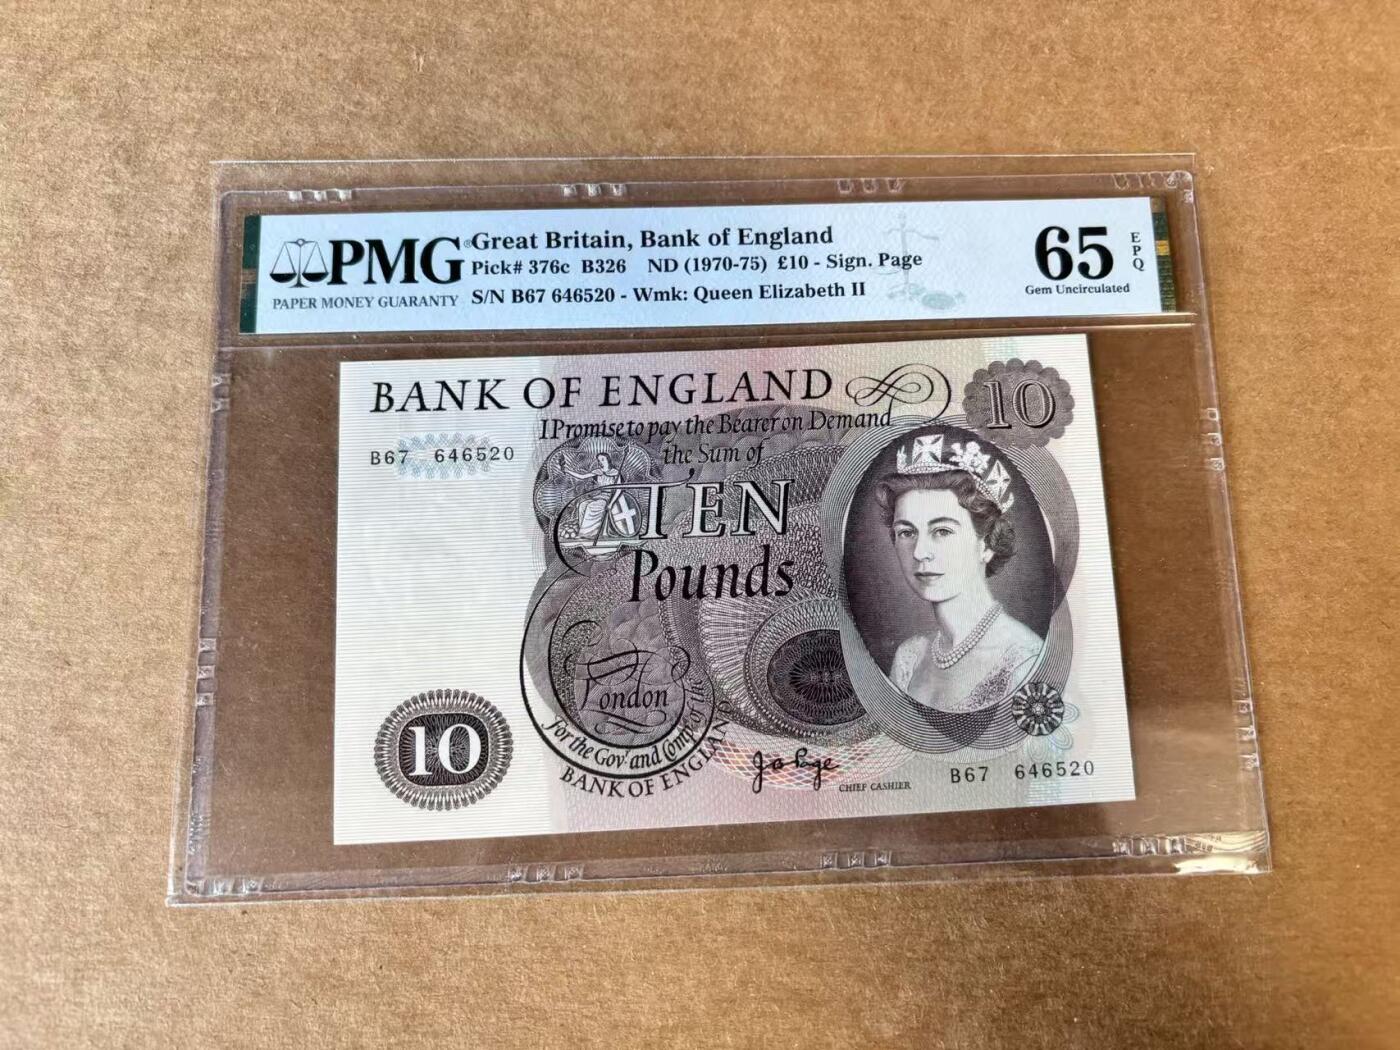 PMG®
PAPER MONEY GUARANTY
Great Britain, Bank of England
Pick# 376c B326 ND (1970-75) £10 - Sign. Page
S/N B67 646520 - Wmk: Queen Elizabeth II
65
EPQ
Gem Uncirculated
BANK OF ENGLAND
10
I Promise to pay the Bearer on Demand
the Sum of
B67 646520
TEN
Pounds
London
For the Govr and Compa of the
BANK OF ENGLAND
10
J B Page
CHIEF CASHIER
B67 646520